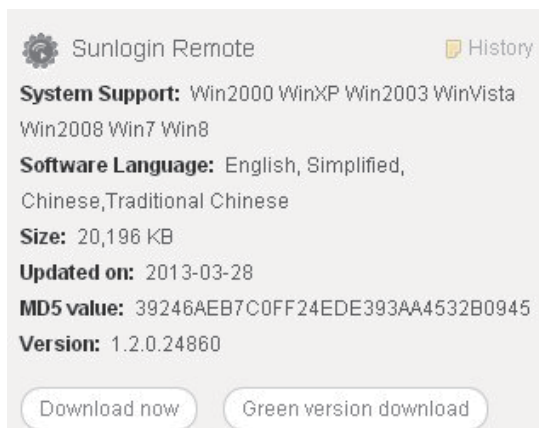 Sunlogin Remote History
System Support: Win2000 WinXP Win2003 WinVista
Win2008 Win7 Win8
Software Language: English, Simplified,
Chinese,Traditional Chinese
Size: 20,196 KB
Updated on: 2013-03-28
MD5 value: 39246AEB7C0FF24EDE393AA4532B0945
Version: 1.2.0.24860
Download now Green version download